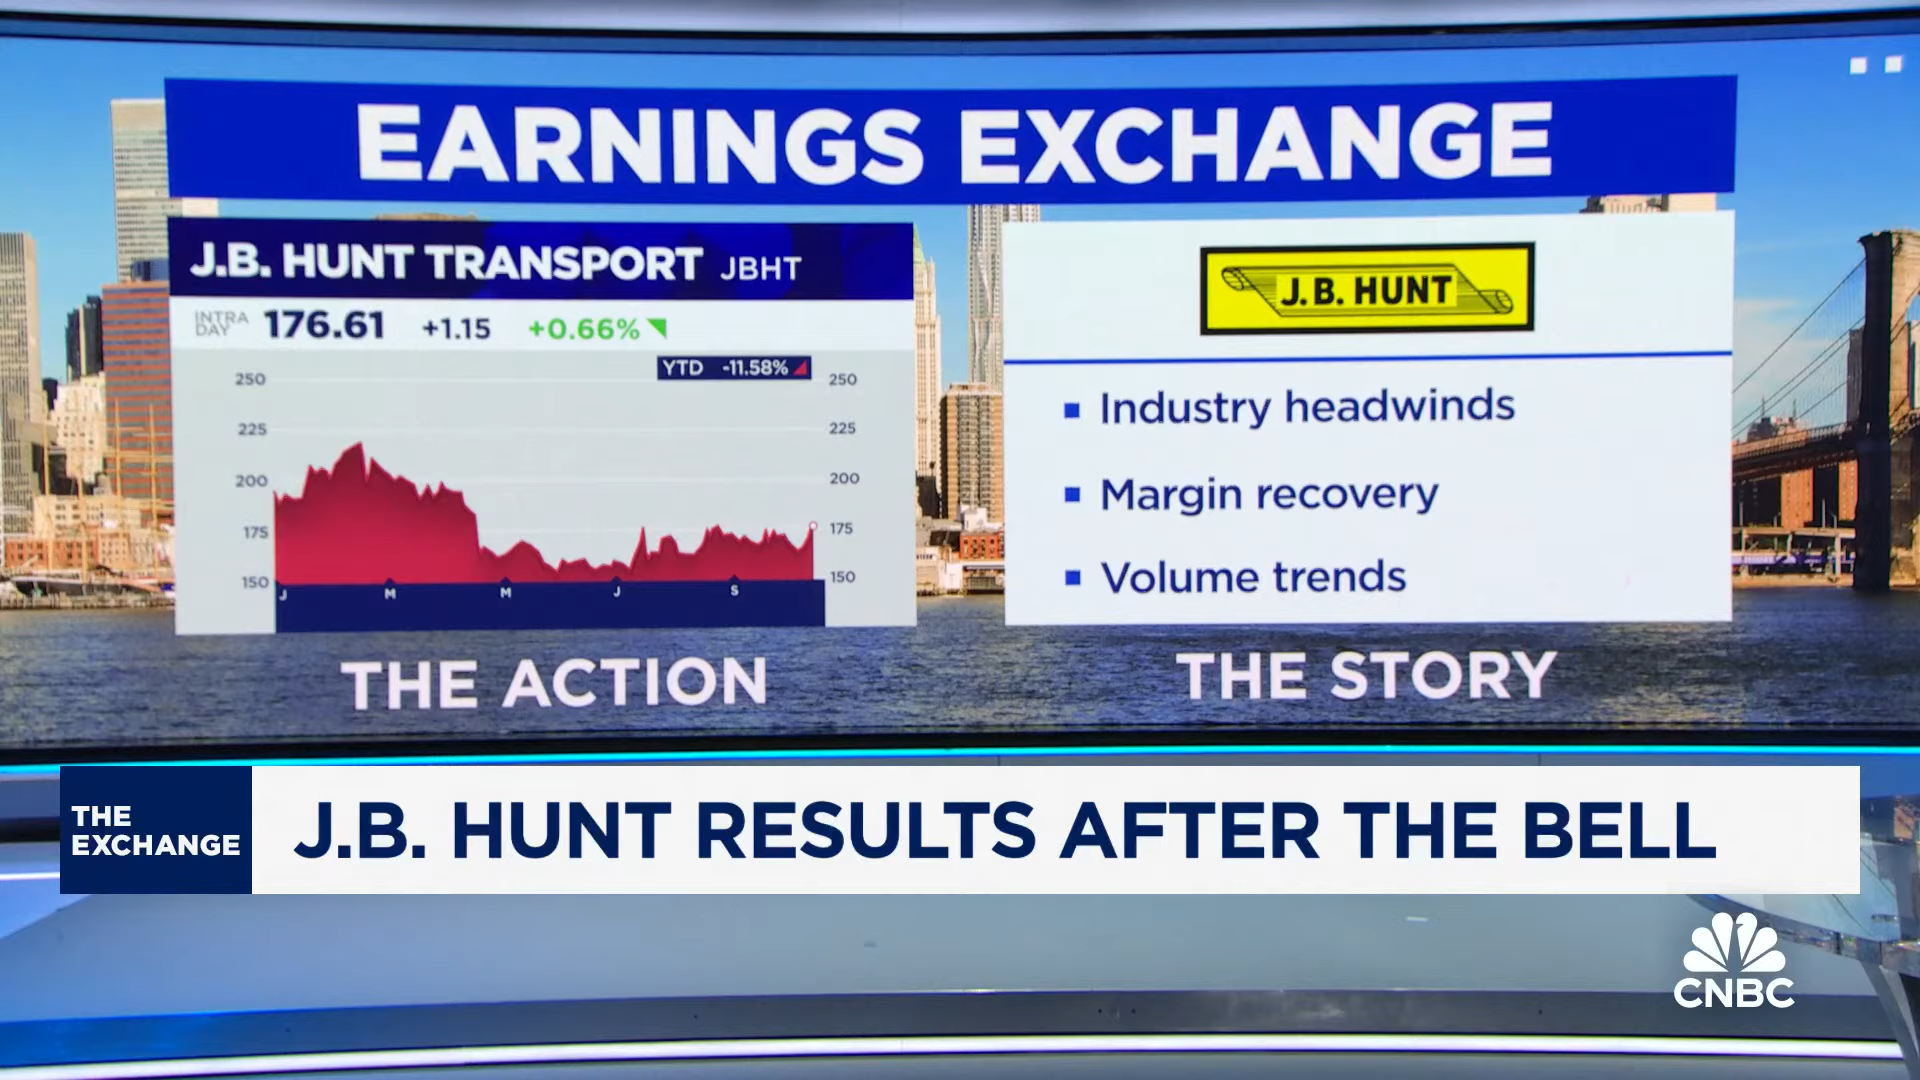 EARNINGS EXCHANGE
J.B. HUNT TRANSPORT JBHT
INTRA
DAY
176.61 +1.15 +0.66%
YTD -11.58%
250 250
225 225
200 200
175 175
150 150
J M M J S
THE ACTION
J.B. HUNT
Industry headwinds
Margin recovery
Volume trends
THE STORY
THE
EXCHANGE
J.B. HUNT RESULTS AFTER THE BELL
CNBC